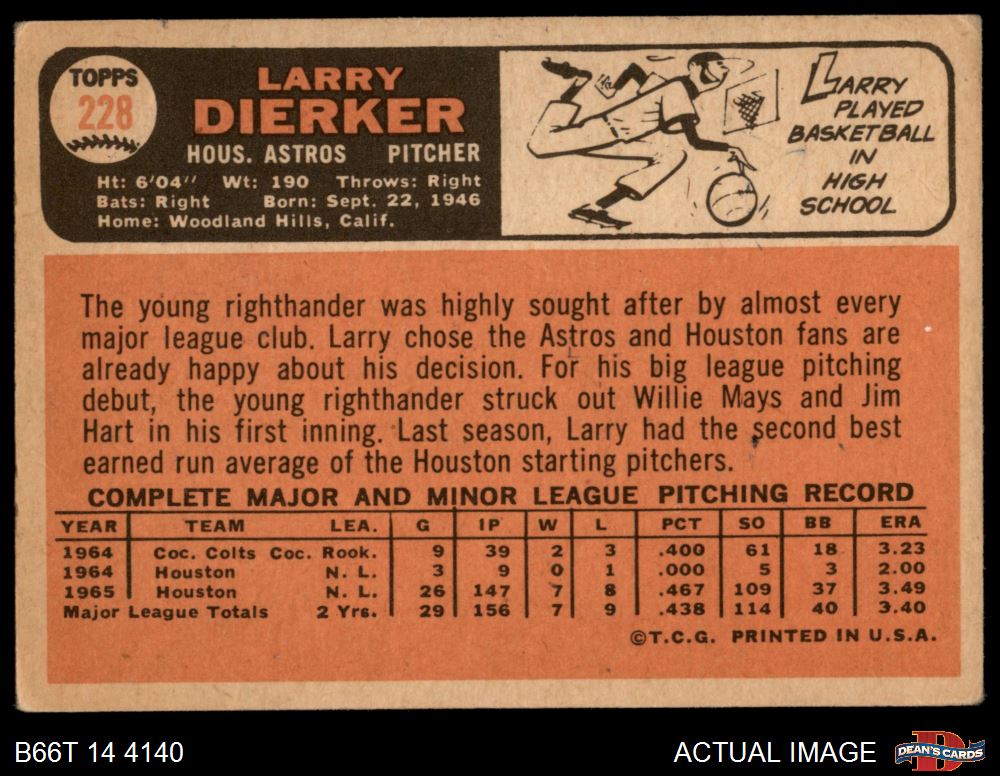 TOPPS
228
LARRY
DIERKER
HOUS. ASTROS PITCHER
Ht: 6'04" Wt: 190 Throws: Right
Bats: Right Born: Sept. 22, 1946
Home: Woodland Hills, Calif.
LARRY
PLAYED
BASKETBALL
IN
HIGH
SCHOOL
The young righthander was highly sought after by almost every
major league club. Larry chose the Astros and Houston fans are
already happy about his decision. For his big league pitching
debut, the young righthander struck out Willie Mays and Jim
Hart in his first inning. Last season, Larry had the second best
earned run average of the Houston starting pitchers.
COMPLETE MAJOR AND MINOR LEAGUE PITCHING RECORD
YEAR TEAM LEA. G IP W L PCT SO BB ERA
1964 Coc. Colts Coc. Rook. 9 39 2 3 .400 61 18 3.23
1964 Houston N. L. 3 9 0 1 .000 5 3 2.00
1965 Houston N. L. 26 147 7 8 .467 109 37 3.49
Major League Totals 2 Yrs. 29 156 7 9 .438 114 40 3.40
©T.C.G. PRINTED IN U.S.A.
B66T 14 4140
ACTUAL IMAGE
DEAN'S CARDS